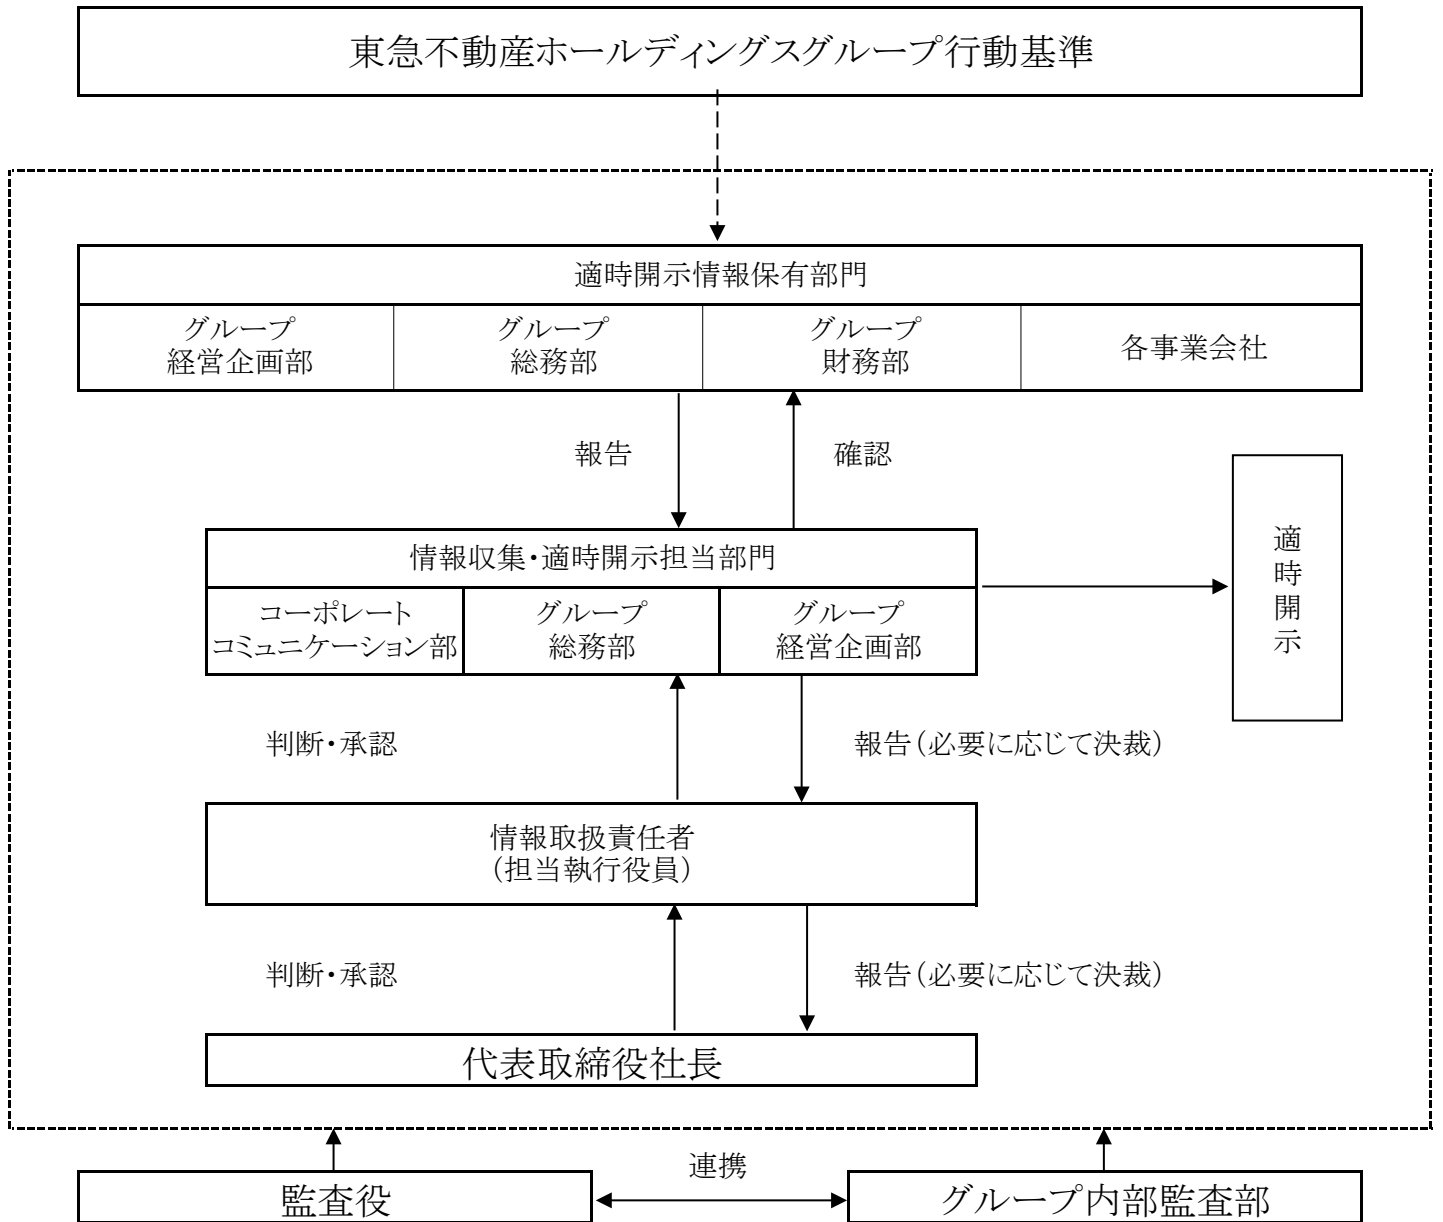 東急不動産ホールディングスグループ行動基準
適時開示情報保有部門
グループ
経営企画部
グループ
総務部
グループ
財務部
各事業会社
報告
確認
情報収集・適時開示担当部門
コーポレート
コミュニケーション部
グループ
総務部
グループ
経営企画部
適時開示
判断・承認
報告（必要に応じて決裁）
情報取扱責任者
（担当執行役員）
判断・承認
報告（必要に応じて決裁）
代表取締役社長
連携
監査役
グループ内部監査部